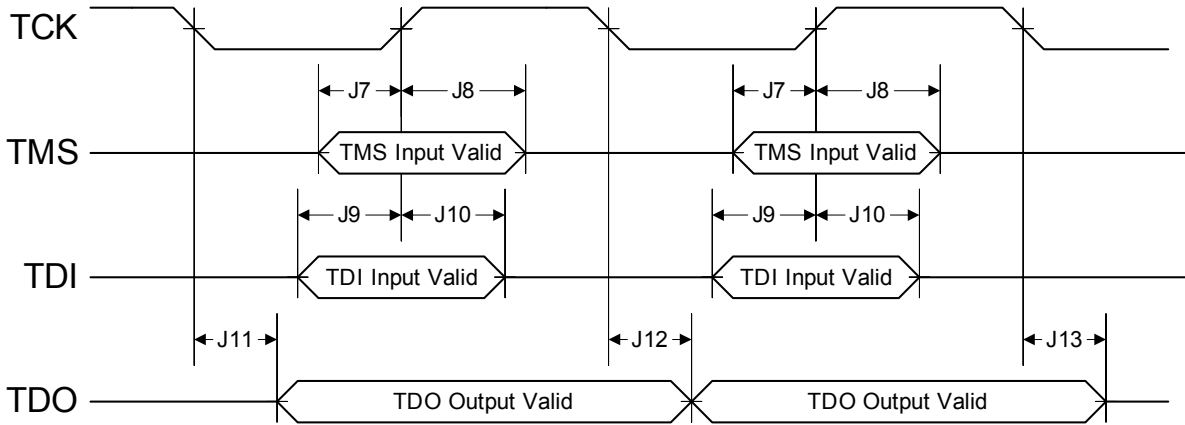 TCK
J7 J8 J7 J8
TMS TMS Input Valid TMS Input Valid
J9 J10 J9 J10
TDI TDI Input Valid TDI Input Valid
J11 J12 J13
TDO TDO Output Valid TDO Output Valid